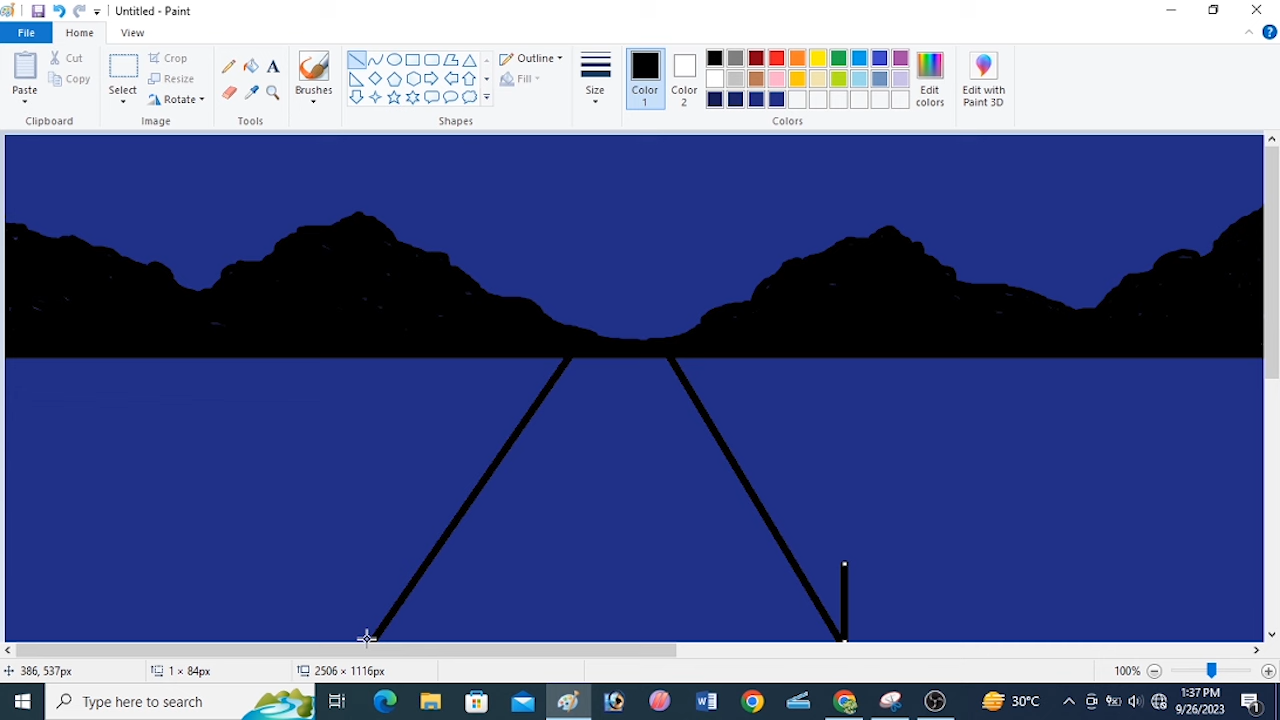 Untitled - Paint
File Home View
Paste
Cut
Copy
Clipboard
Select
Crop
Resize
Rotate
Image
Tools
Brushes
Outline
Fill
Shapes
Size
Color 1
Color 2
Edit colors
Colors
Edit with Paint 3D
386, 537px
1 × 84px
2506 × 1116px
100%
Type here to search
30°C
1:37 PM
9/26/2023